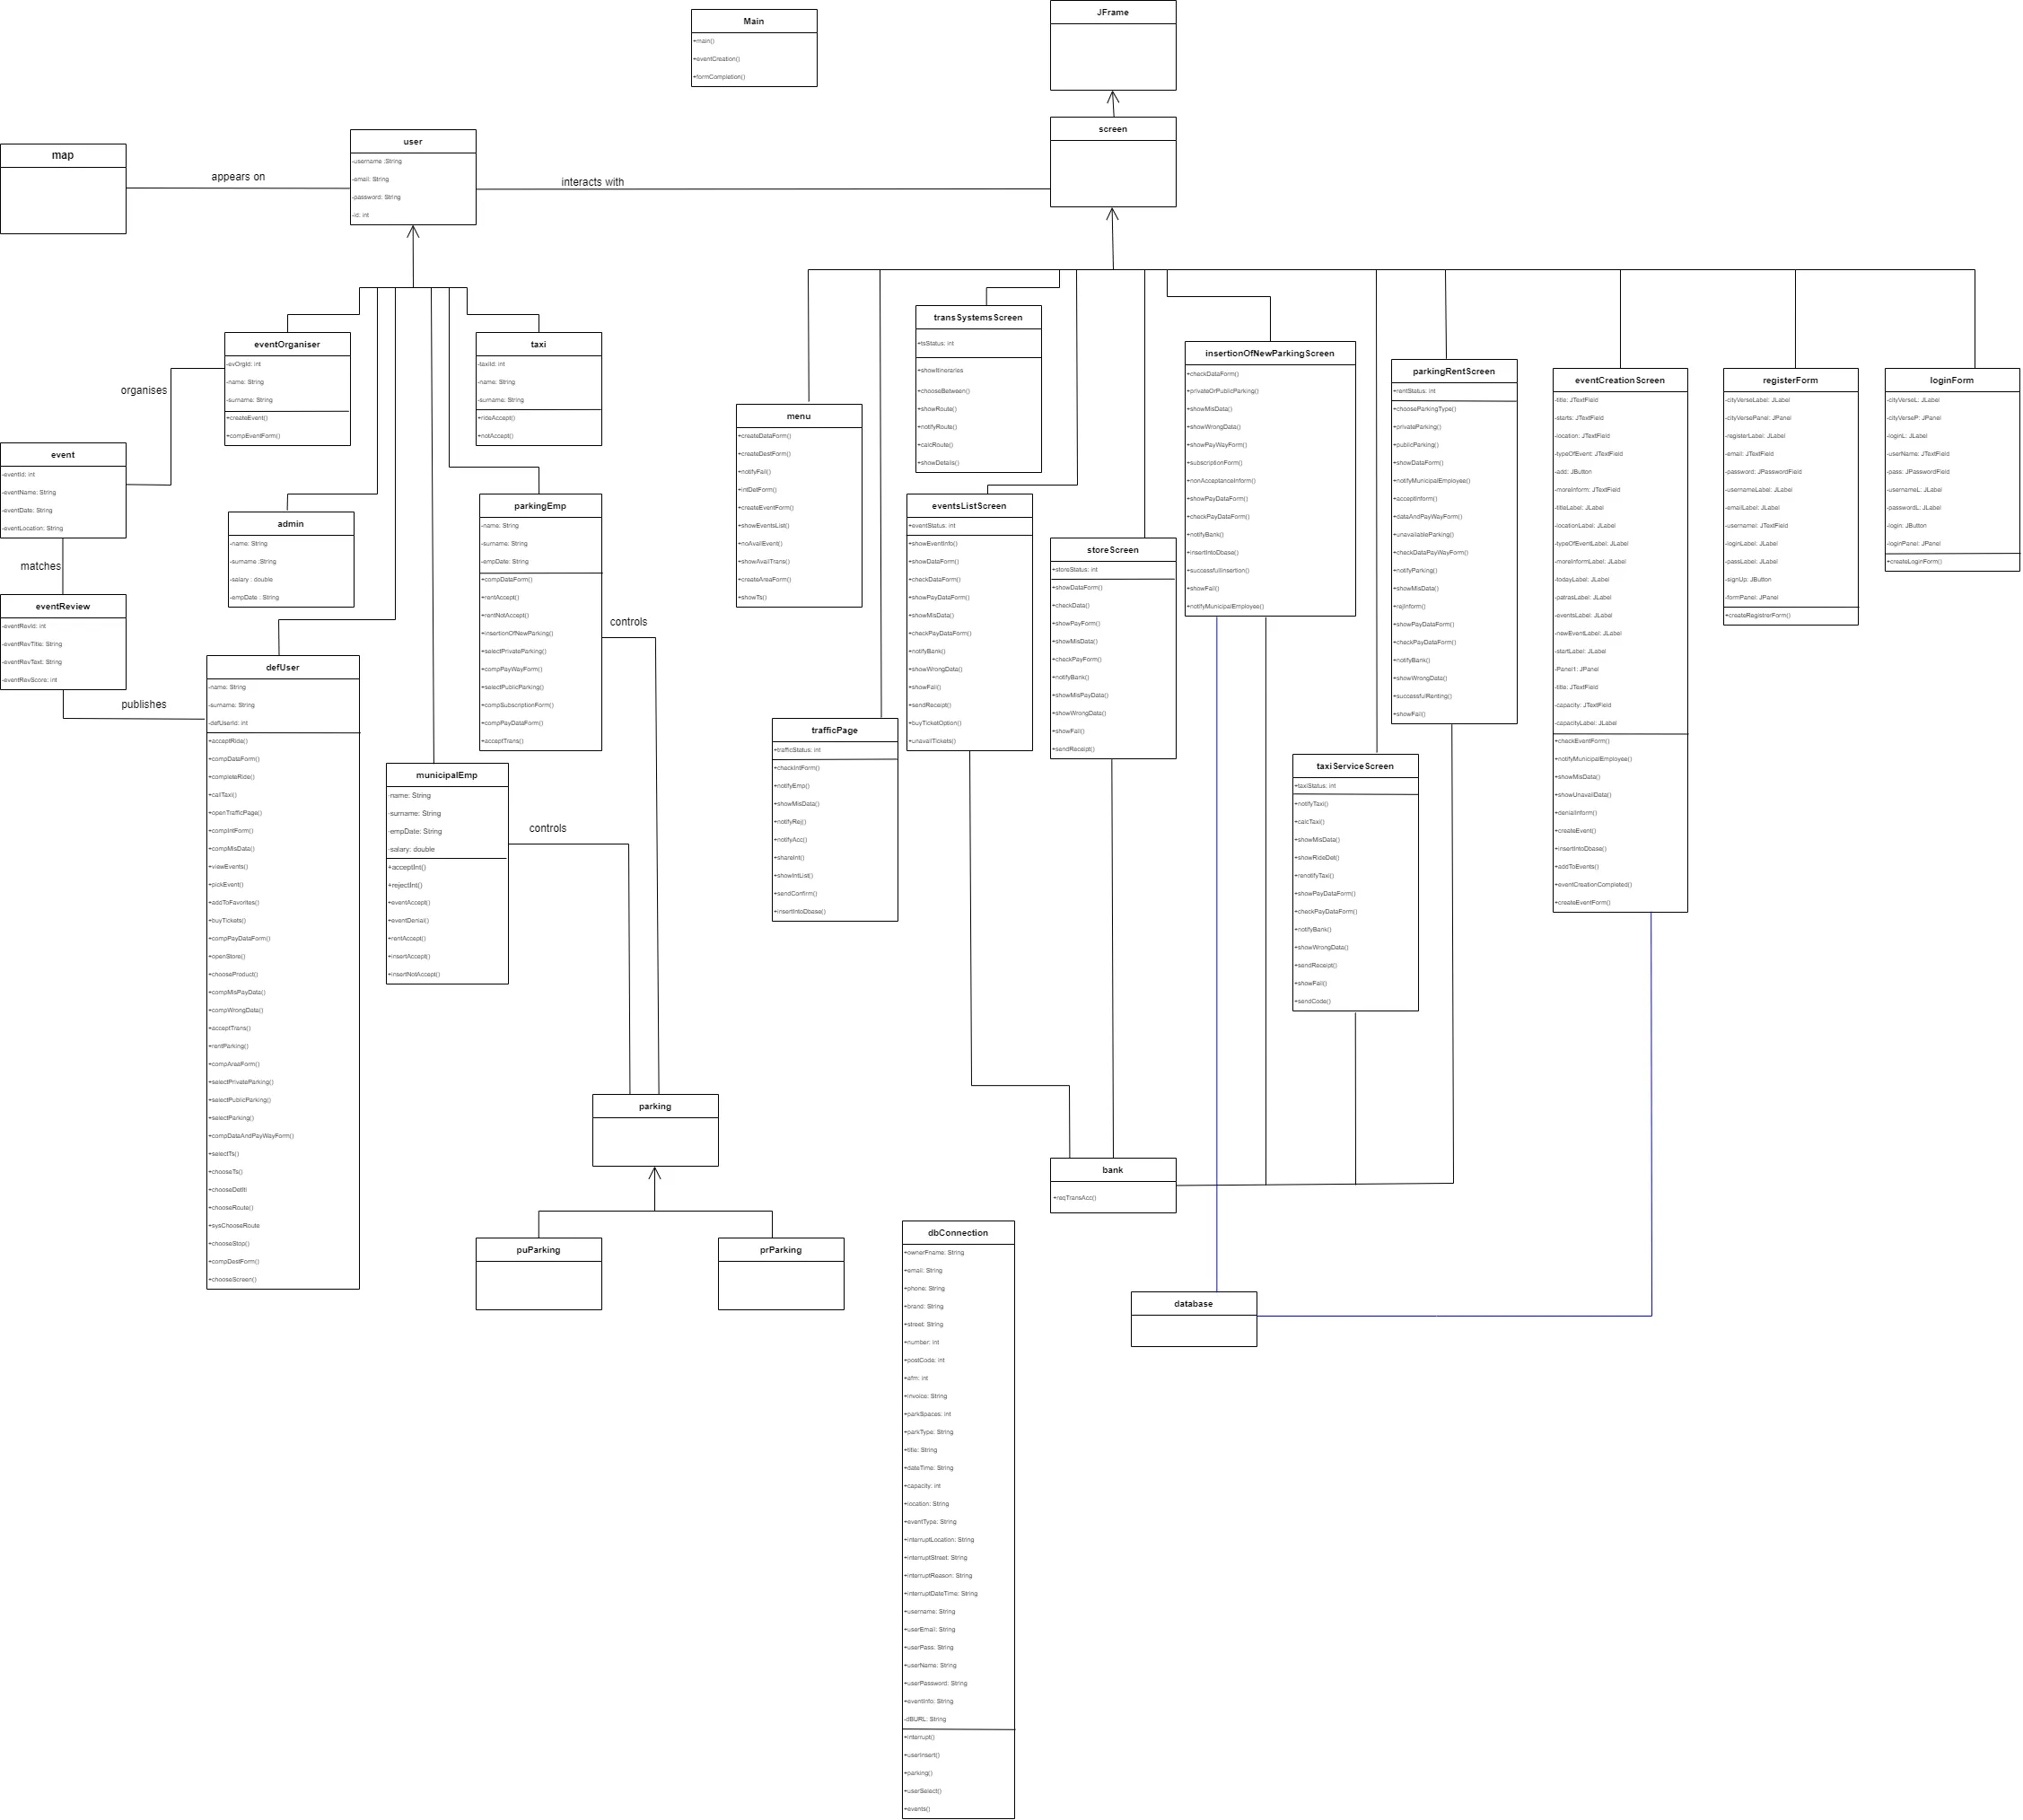 Main
+main()
+eventCreation()
+formCompletion()
JFrame
screen
map
appears on
user
-username :String
-email: String
-password: String
-id: int
interacts with
eventOrganiser
-evOrgId: int
-name: String
-surname: String
+createEvent()
+compEventForm()
taxi
-taxiId: int
-name: String
-surname: String
+rideAccept()
+notAccept()
organises
event
-eventId: int
-eventName: String
-eventDate: String
-eventLocation: String
matches
eventReview
-eventRevId: int
-eventRevTitle: String
-eventRevText: String
-eventRevScore: int
publishes
admin
-name: String
-surname :String
-salary : double
-empDate : String
parkingEmp
-name: String
-surname: String
-empDate: String
+compDataForm()
+rentAccept()
+rentNotAccept()
+insertionOfNewParking()
+selectPrivateParking()
+compPayWayForm()
+selectPublicParking()
+compSubscriptionForm()
+compPayDataForm()
+acceptTrans()
controls
defUser
-name: String
-surname: String
-defUserId: int
+acceptRide()
+compDataForm()
+completeRide()
+callTaxi()
+openTrafficPage()
+compIntForm()
+compMisData()
+viewEvents()
+pickEvent()
+addToFavorites()
+buyTickets()
+compPayDataForm()
+openStore()
+chooseProduct()
+compMisPayData()
+compWrongData()
+acceptTrans()
+rentParking()
+compAreaForm()
+selectPrivateParking()
+selectPublicParking()
+selectParking()
+compDataAndPayWayForm()
+selectTs()
+chooseTs()
+chooseDetIti
+chooseRoute()
+sysChooseRoute
+chooseStop()
+compDestForm()
+chooseScreen()
municipalEmp
-name: String
-surname: String
-empDate: String
-salary: double
+acceptInt()
+rejectInt()
+eventAccept()
+eventDenial()
+rentAccept()
+insertAccept()
+insertNotAccept()
controls
parking
puParking
prParking
menu
+createDataForm()
+createDestForm()
+notifyFail()
+intDetForm()
+createEventForm()
+showEventsList()
+noAvailEvent()
+showAvailTrans()
+createAreaForm()
+showTs()
trafficPage
+trafficStatus: int
+checkIntForm()
+notifyEmp()
+showMisData()
+notifyRej()
+notifyAcc()
+shareInt()
+showIntList()
+sendConfirm()
+insertIntoDbase()
transSystemsScreen
+tsStatus: int
+showItineraries
+chooseBetween()
+showRoute()
+notifyRoute()
+calcRoute()
+showDetails()
eventsListScreen
+eventStatus: int
+showEventInfo()
+showDataForm()
+checkDataForm()
+showPayDataForm()
+showMisData()
+checkPayDataForm()
+notifyBank()
+showWrongData()
+showFail()
+sendReceipt()
+buyTicketOption()
+unavailTickets()
storeScreen
+storeStatus: int
+showDataForm()
+checkData()
+showPayForm()
+showMisData()
+checkPayForm()
+notifyBank()
+showMisPayData()
+showWrongData()
+showFail()
+sendReceipt()
insertionOfNewParkingScreen
+checkDataForm()
+privateOrPublicParking()
+showMisData()
+showWrongData()
+showPayWayForm()
+subscriptionForm()
+nonAcceptanceInform()
+showPayDataForm()
+checkPayDataForm()
+notifyBank()
+insertIntoDbase()
+successfulInsertion()
+showFail()
+notifyMunicipalEmployee()
parkingRentScreen
+rentStatus: int
+chooseParkingType()
+privateParking()
+publicParking()
+showDataForm()
+notifyMunicipalEmployee()
+acceptInform()
+dataAndPayWayForm()
+unavailableParking()
+checkDataPayWayForm()
+notifyParking()
+showMisData()
+rejInform()
+showPayDataForm()
+checkPayDataForm()
+notifyBank()
+showWrongData()
+successfulRenting()
+showFail()
taxiServiceScreen
+taxiStatus: int
+notifyTaxi()
+calcTaxi()
+showMisData()
+showRideDet()
+renotifyTaxi()
+showPayDataForm()
+checkPayDataForm()
+notifyBank()
+showWrongData()
+sendReceipt()
+showFail()
+sendCode()
eventCreationScreen
-title: JTextField
-starts: JTextField
-location: JTextField
-typeOfEvent: JTextField
-add: JButton
-moreInform: JTextField
-titleLabel: JLabel
-locationLabel: JLabel
-typeOfEventLabel: JLabel
-moreInformLabel: JLabel
-todayLabel: JLabel
-patrasLabel: JLabel
-eventsLabel: JLabel
-newEventLabel: JLabel
-startLabel: JLabel
-Panel1: JPanel
-title: JTextField
-capacity: JTextField
-capacityLabel: JLabel
+checkEventForm()
+notifyMunicipalEmployee()
+showMisData()
+showUnavailData()
+denialInform()
+createEvent()
+insertIntoDbase()
+addToEvents()
+eventCreationCompleted()
+createEventForm()
registerForm
-cityVerseLabel: JLabel
-cityVersePanel: JPanel
-registerLabel: JLabel
-email: JTextField
-password: JPasswordField
-usernameLabel: JLabel
-emailLabel: JLabel
-username: JTextField
-loginLabel: JLabel
-passLabel: JLabel
-signUp: JButton
-formPanel: JPanel
+createRegistrerForm()
loginForm
-cityVerseL: JLabel
-cityVerseP: JPanel
-loginL: JLabel
-userName: JTextField
-pass: JPasswordField
-usernameL: JLabel
-passwordL: JLabel
-login: JButton
-loginPanel: JPanel
+createLoginForm()
bank
+reqTransAcc()
dbConnection
+ownerFname: String
+email: String
+phone: String
+brand: String
+street: String
+number: int
+postCode: int
+afm: int
+invoice: String
+parkSpaces: int
+parkType: String
+title: String
+dateTime: String
+capacity: int
+location: String
+eventType: String
+interruptLocation: String
+interruptStreet: String
+interruptReason: String
+interruptDateTime: String
+username: String
+userEmail: String
+userPass: String
+userName: String
+userPassword: String
+eventInfo: String
-dBURL: String
+interrupt()
+userInsert()
+parking()
+userSelect()
+events()
database